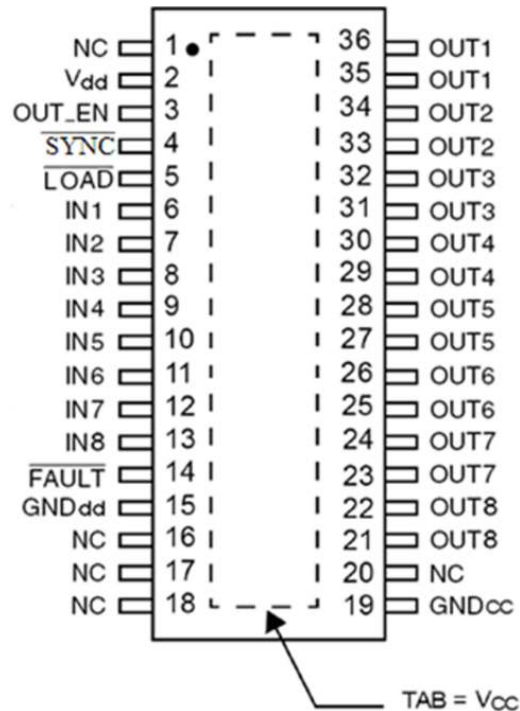 NC 1 36 OUT1
Vdd 2 35 OUT1
OUT_EN 3 34 OUT2
SYNC 4 33 OUT2
LOAD 5 32 OUT3
IN1 6 31 OUT3
IN2 7 30 OUT4
IN3 8 29 OUT4
IN4 9 28 OUT5
IN5 10 27 OUT5
IN6 11 26 OUT6
IN7 12 25 OUT6
IN8 13 24 OUT7
FAULT 14 23 OUT7
GNDdd 15 22 OUT8
NC 16 21 OUT8
NC 17 20 NC
NC 18 19 GNDcc
TAB = Vcc